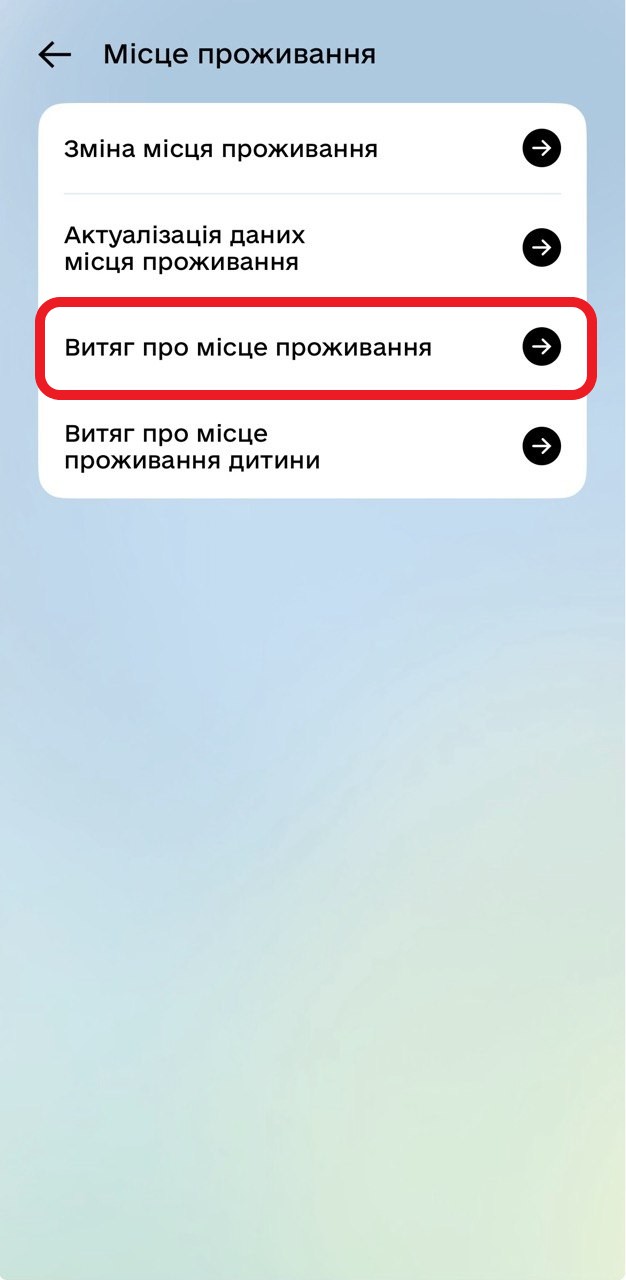 Місце проживання
Зміна місця проживання
Актуалізація даних
місця проживання
Витяг про місце проживання
Витяг про місце
проживання дитини